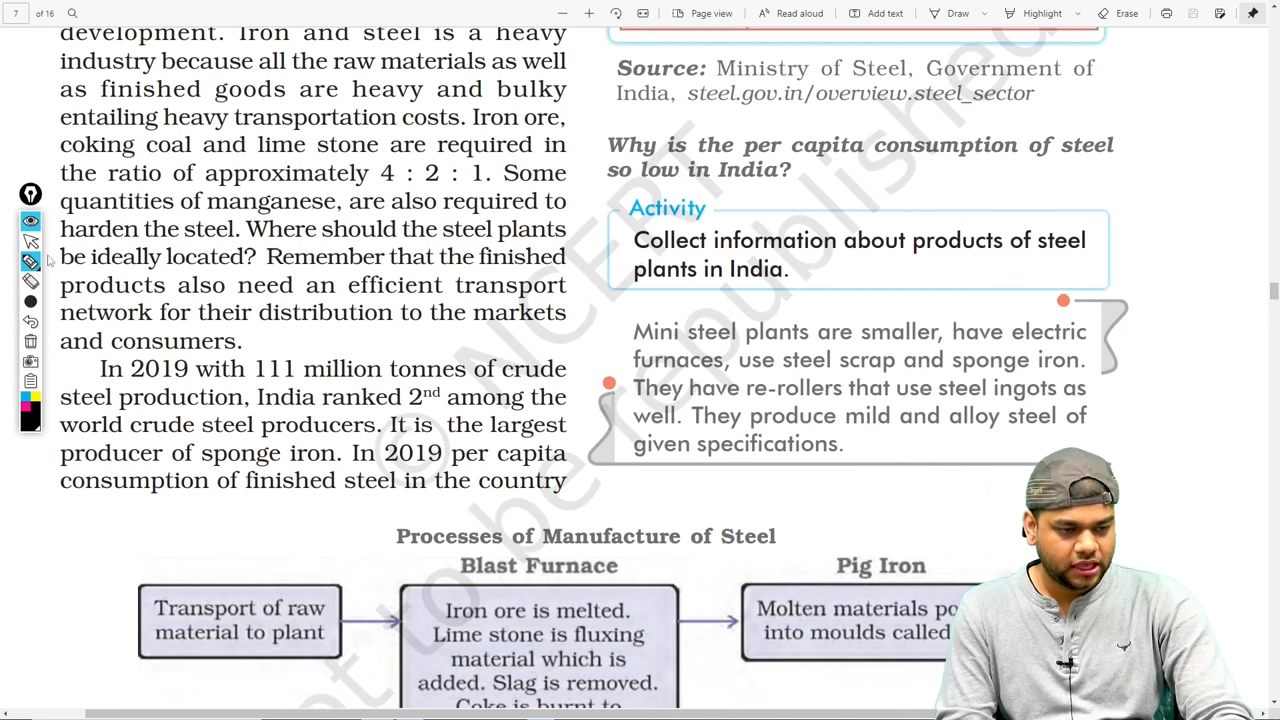 7 of 16
Page view
Read aloud
Add text
Draw
Highlight
Erase
development. Iron and steel is a heavy
industry because all the raw materials as well
as finished goods are heavy and bulky
entailing heavy transportation costs. Iron ore,
coking coal and lime stone are required in
the ratio of approximately 4 : 2 : 1. Some
quantities of manganese, are also required to
harden the steel. Where should the steel plants
be ideally located? Remember that the finished
products also need an efficient transport
network for their distribution to the markets
and consumers.
In 2019 with 111 million tonnes of crude
steel production, India ranked 2nd among the
world crude steel producers. It is the largest
producer of sponge iron. In 2019 per capita
consumption of finished steel in the country
Source: Ministry of Steel, Government of
India, steel.gov.in/overview.steel_sector
Why is the per capita consumption of steel
so low in India?
Activity
Collect information about products of steel
plants in India.
Mini steel plants are smaller, have electric
furnaces, use steel scrap and sponge iron.
They have re-rollers that use steel ingots as
well. They produce mild and alloy steel of
given specifications.
Processes of Manufacture of Steel
Transport of raw
material to plant
Blast Furnace
Iron ore is melted.
Lime stone is fluxing
material which is
added. Slag is removed.
Coke is burnt to
Pig Iron
Molten materials po
into moulds called
© NCERT
not to be republished